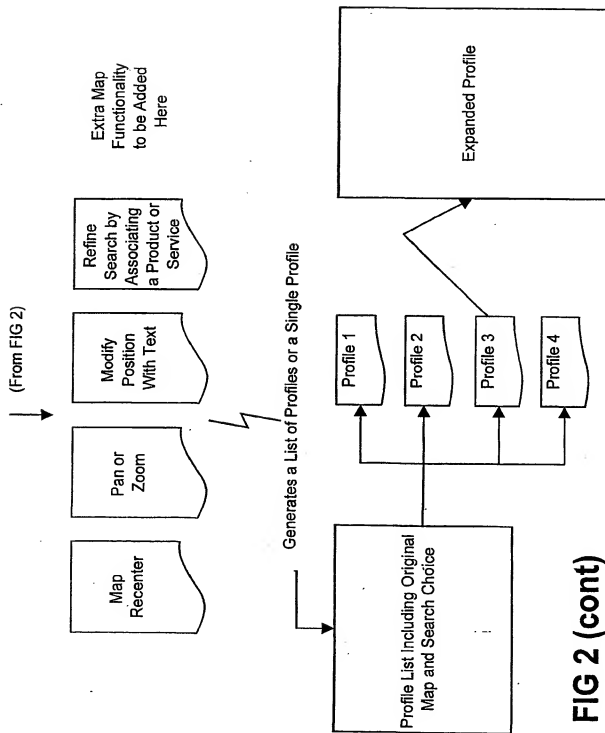 (From FIG 2)
Map
Recenter
Pan or
Zoom
Modify
Position
With Text
Refine
Search by
Associating
a Product or
Service
Extra Map
Functionality
to be Added
Here
Generates a List of Profiles or a Single Profile
Profile List Including Original
Map and Search Choice
Profile 1
Profile 2
Profile 3
Profile 4
Expanded Profile
FIG 2 (cont)